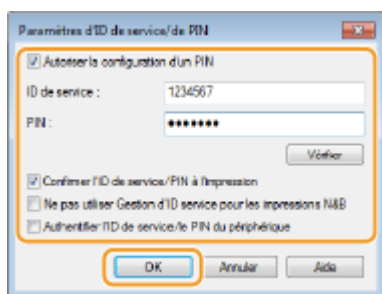 Paramètres d'ID de service/de PIN
Autoriser la configuration d'un PIN
ID de service : 1234567
PIN : •••••••
Vérifier
Confirmer l'ID de service/PIN à l'impression
Ne pas utiliser Gestion d'ID service pour les impressions N&B
Authentifier l'ID de service/le PIN du périphérique
OK Annuler Aide